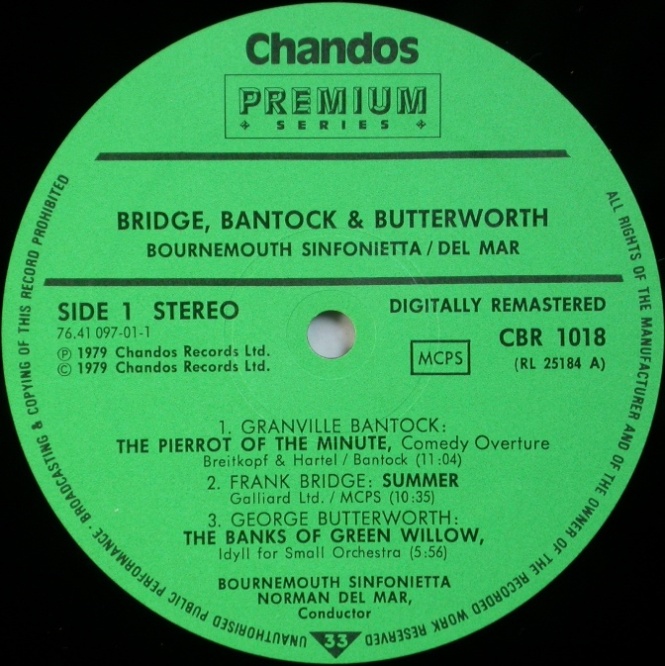 Chandos
PREMIUM
+ SERIES +
BRIDGE, BANTOCK & BUTTERWORTH
BOURNEMOUTH SINFONIETTA / DEL MAR
SIDE 1 STEREO
76.41 097-01-1
℗ 1979 Chandos Records Ltd.
© 1979 Chandos Records Ltd.
DIGITALLY REMASTERED
MCPS
CBR 1018
(RL 25184 A)
1. GRANVILLE BANTOCK:
THE PIERROT OF THE MINUTE, Comedy Overture
Breitkopf & Hartel / Bantock (11:04)
2. FRANK BRIDGE: SUMMER
Galliard Ltd. / MCPS (10:35)
3. GEORGE BUTTERWORTH:
THE BANKS OF GREEN WILLOW,
Idyll for Small Orchestra (5:56)
BOURNEMOUTH SINFONIETTA
NORMAN DEL MAR,
Conductor
33
ALL RIGHTS OF THE MANUFACTURER AND OF THE OWNER OF THE RECORDED WORK RESERVED
UNAUTHORISED PUBLIC PERFORMANCE · BROADCASTING & COPYING OF THIS RECORD PROHIBITED